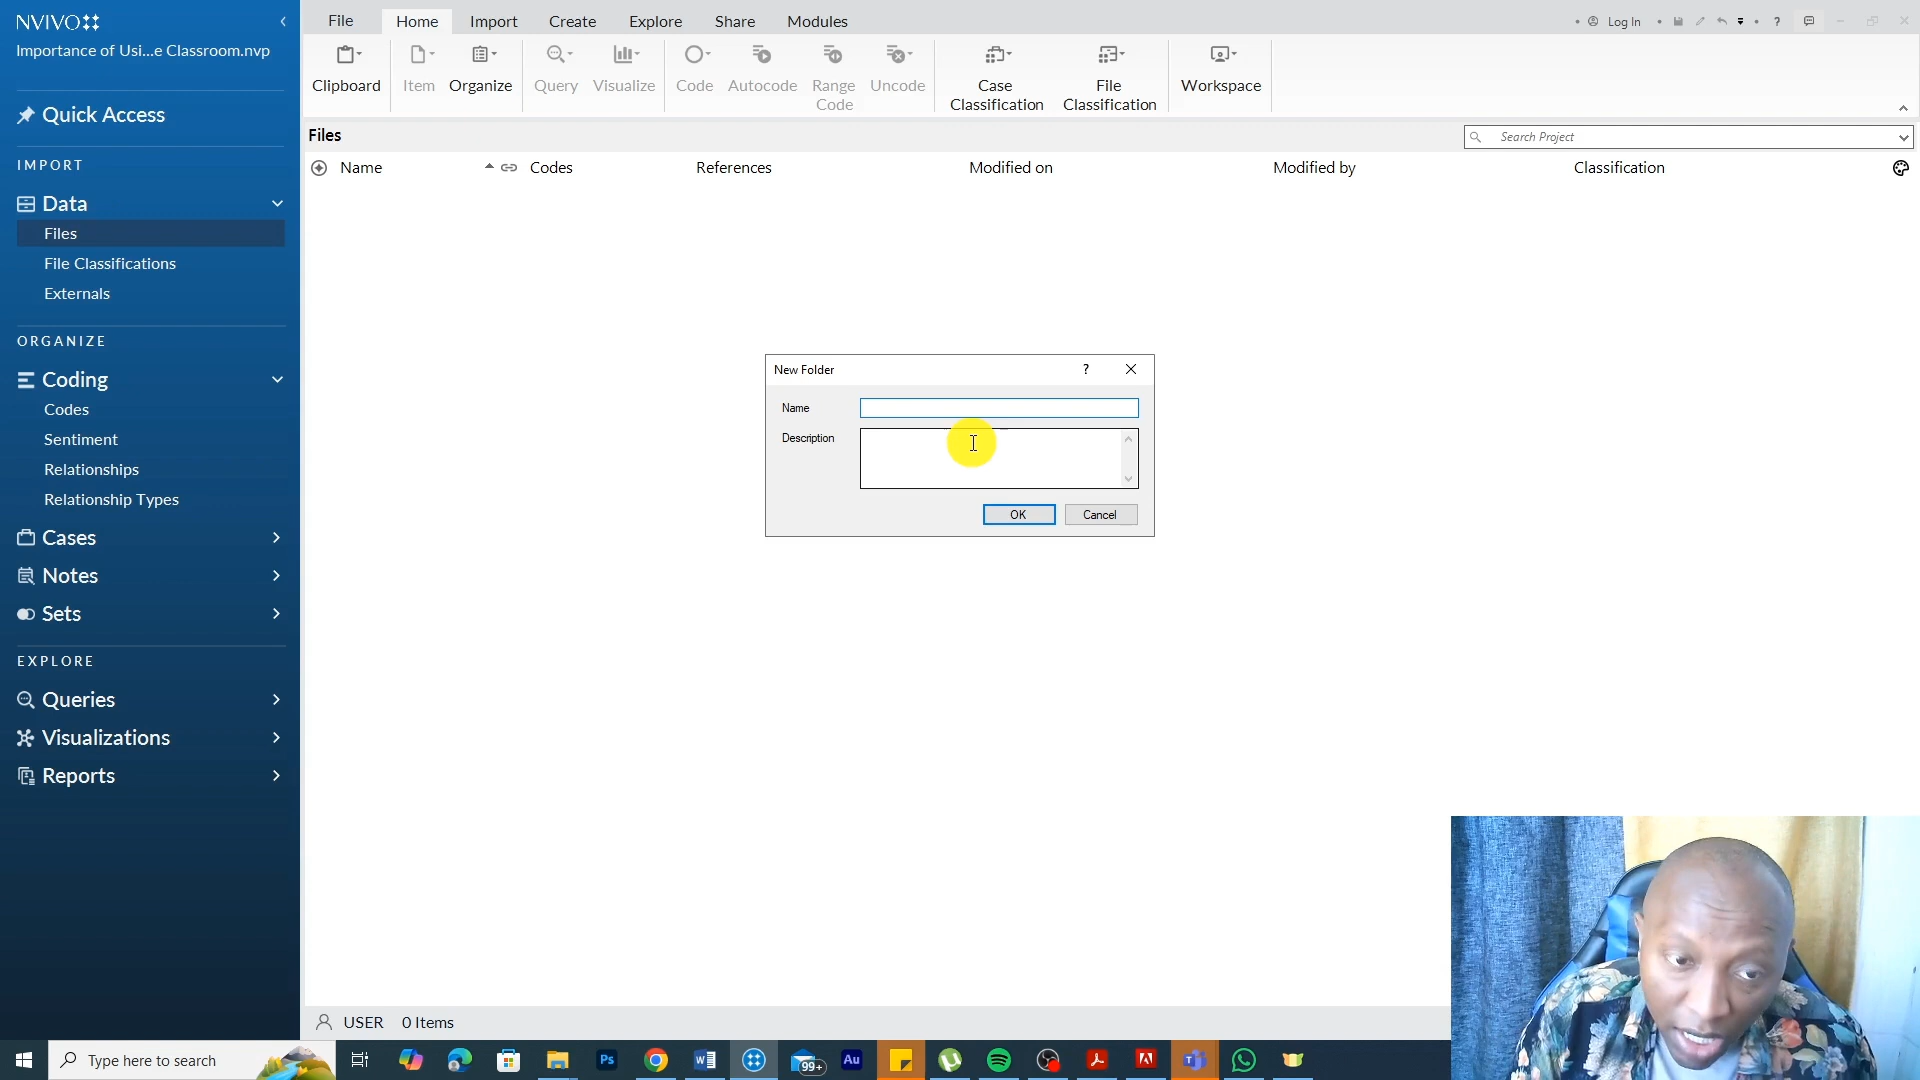 NVIVO
Importance of Usi...e Classroom.nvp
Quick Access
IMPORT
Data
Files
File Classifications
Externals
ORGANIZE
Coding
Codes
Sentiment
Relationships
Relationship Types
Cases
Notes
Sets
EXPLORE
Queries
Visualizations
Reports
File Home Import Create Explore Share Modules
Log In ?
Clipboard Item Organize Query Visualize Code Autocode Range Code Uncode Case Classification File Classification Workspace
Files
Search Project
Name Codes References Modified on Modified by Classification
New Folder ?
Name
Description
OK Cancel
USER 0 Items
Type here to search
Ps
Au
99+